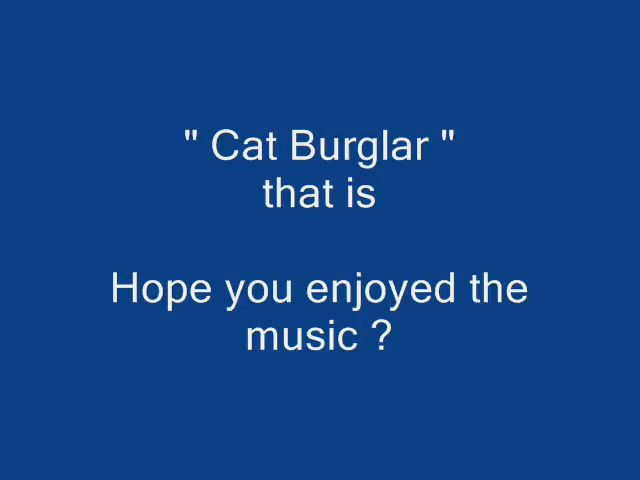 " Cat Burglar "
that is
Hope you enjoyed the
music ?